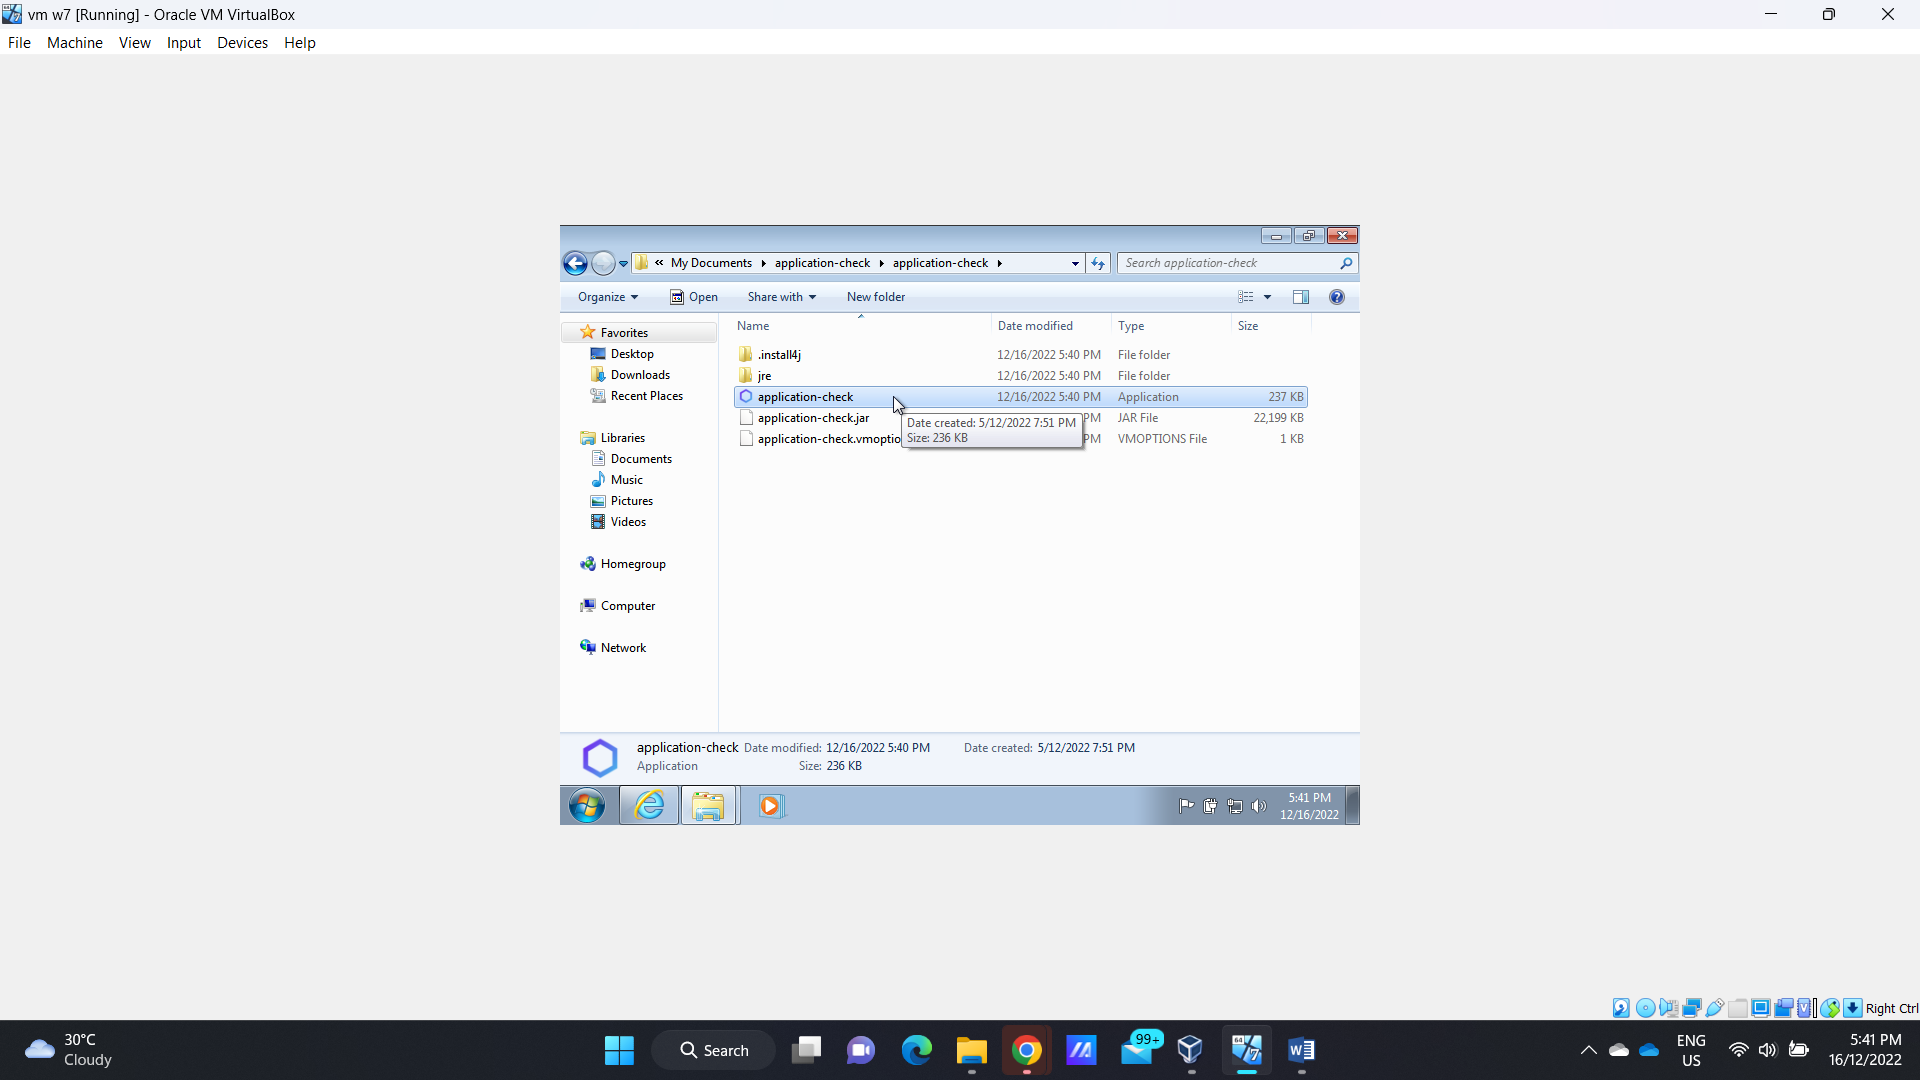 vm w7 [Running] - Oracle VM VirtualBox
File Machine View Input Devices Help
« My Documents application-check application-check
Search application-check
Organize Open Share with New folder
Name Date modified Type Size
Favorites
Desktop
Downloads
Recent Places
Libraries
Documents
Music
Pictures
Videos
Homegroup
Computer
Network
.install4j 12/16/2022 5:40 PM File folder
jre 12/16/2022 5:40 PM File folder
application-check 12/16/2022 5:40 PM Application 237 KB
application-check.jar PM JAR File 22,199 KB
application-check.vmoptio PM VMOPTIONS File 1 KB
Date created: 5/12/2022 7:51 PM
Size: 236 KB
application-check Date modified: 12/16/2022 5:40 PM Date created: 5/12/2022 7:51 PM
Application Size: 236 KB
5:41 PM
12/16/2022
Right Ctrl
30°C
Cloudy
Search
99+
64
7
ENG
US
5:41 PM
16/12/2022